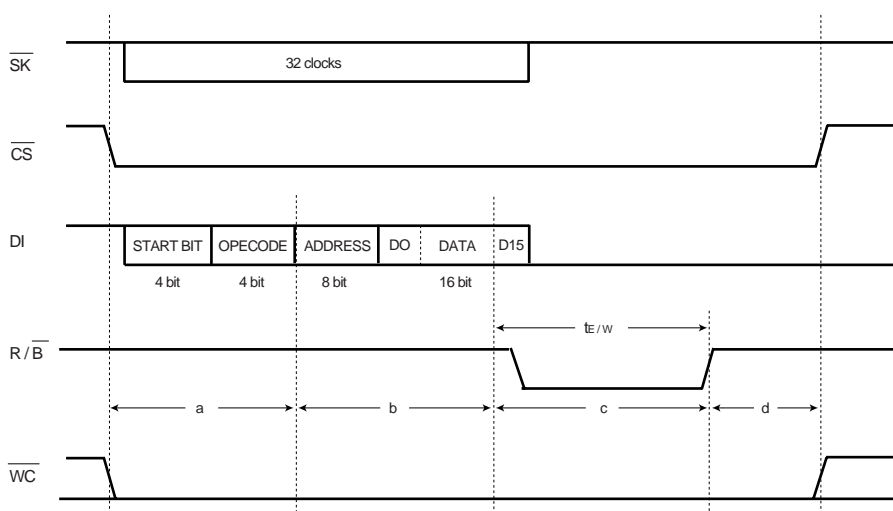 SK
32 clocks
CS
DI
START BIT OPECODE ADDRESS DO DATA D15
4 bit 4 bit 8 bit 16 bit
tE / W
R / B
a b c d
WC